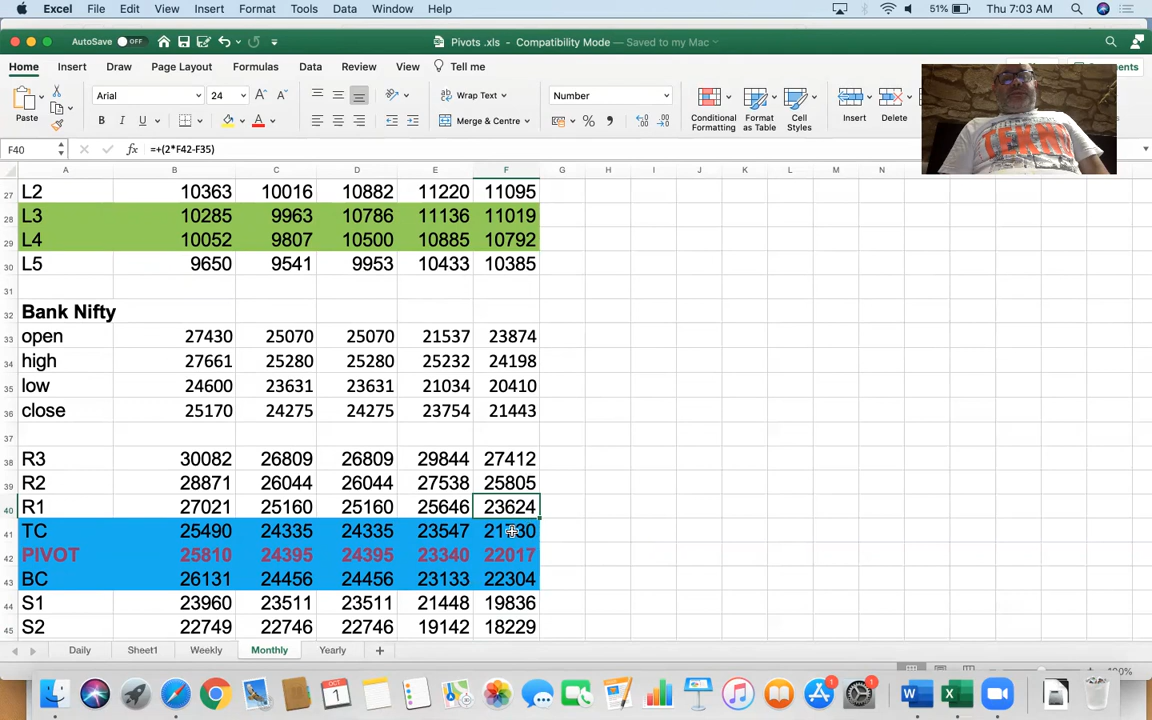 Excel File Edit View Insert Format Tools Data Window Help 51% Thu 7:03 AM
AutoSave OFF Pivots .xls - Compatibility Mode — Saved to my Mac
Home Insert Draw Page Layout Formulas Data Review View Tell me
Paste Arial 24 A A Wrap Text Number Conditional Formatting Format as Table Cell Styles Insert Delete
B I U A Merge & Centre % 9
F40 fx =+(2*F42-F35)
A B C D E F G H I J K L M N O P Q R
27 L2 10363 10016 10882 11220 11095
28 L3 10285 9963 10786 11136 11019
29 L4 10052 9807 10500 10885 10792
30 L5 9650 9541 9953 10433 10385
31
32 Bank Nifty
33 open 27430 25070 25070 21537 23874
34 high 27661 25280 25280 25232 24198
35 low 24600 23631 23631 21034 20410
36 close 25170 24275 24275 23754 21443
37
38 R3 30082 26809 26809 29844 27412
39 R2 28871 26044 26044 27538 25805
40 R1 27021 25160 25160 25646 23624
41 TC 25490 24335 24335 23547
42 PIVOT 25810 24395 24395 23340 22017
43 BC 26131 24456 24456 23133 22304
44 S1 23960 23511 23511 21448 19836
45 S2 22749 22746 22746 19142 18229
Daily Sheet1 Weekly Monthly Yearly +